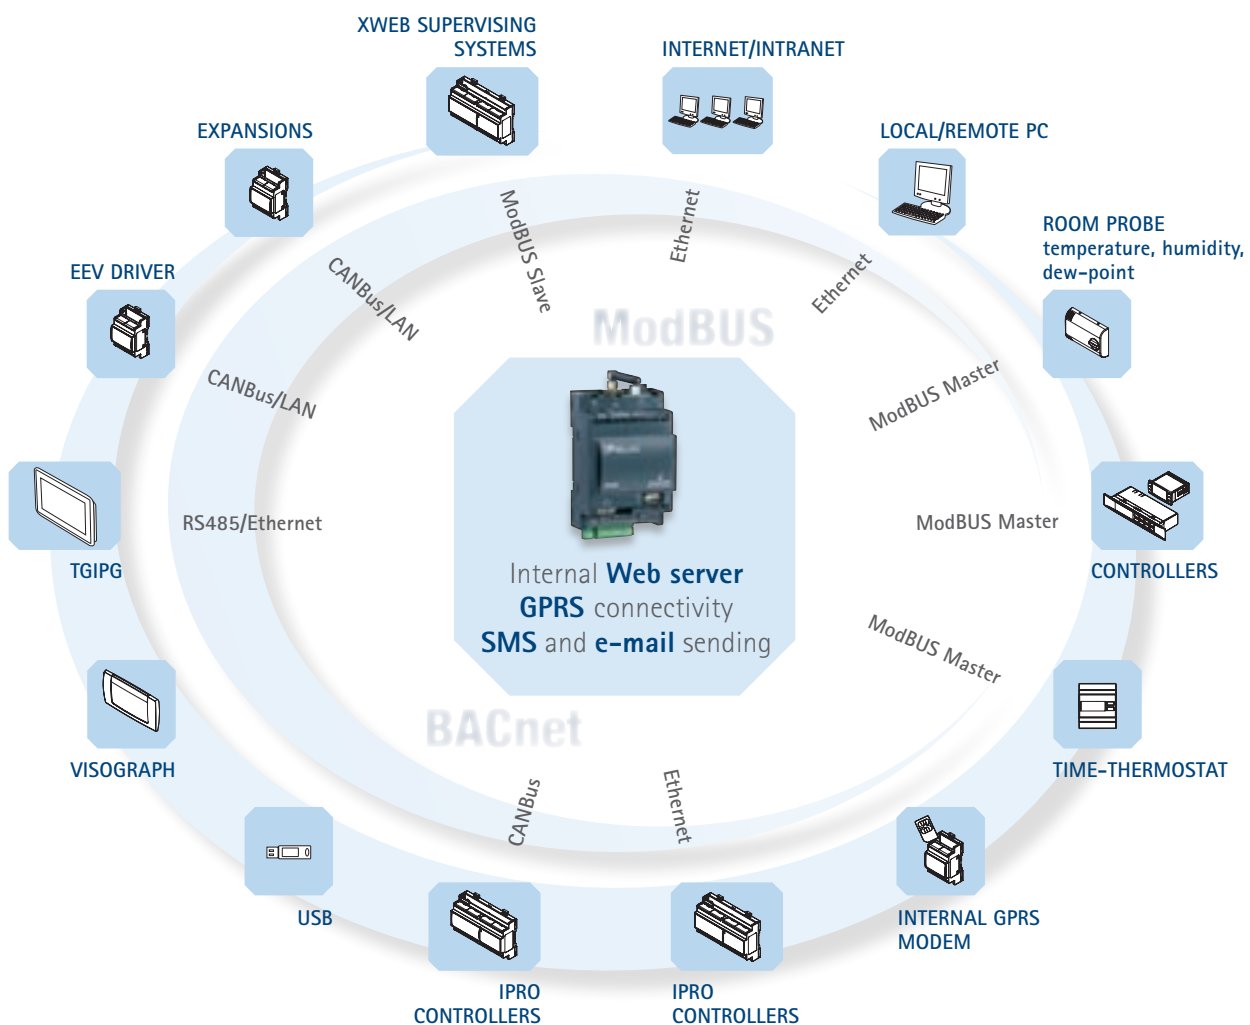 XWEB SUPERVISING
SYSTEMS
INTERNET/INTRANET
EXPANSIONS
LOCAL/REMOTE PC
ROOM PROBE
temperature, humidity,
dew-point
EEV DRIVER
ModBUS Slave
Ethernet
Ethernet
CANBus/LAN
CANBus/LAN
ModBUS
ModBUS Master
RS485/Ethernet
ModBUS Master
TGIPG
CONTROLLERS
Internal Web server
GPRS connectivity
SMS and e-mail sending
ModBUS Master
BACnet
VISOGRAPH
TIME-THERMOSTAT
CANBus
Ethernet
USB
INTERNAL GPRS
MODEM
IPRO
CONTROLLERS
IPRO
CONTROLLERS